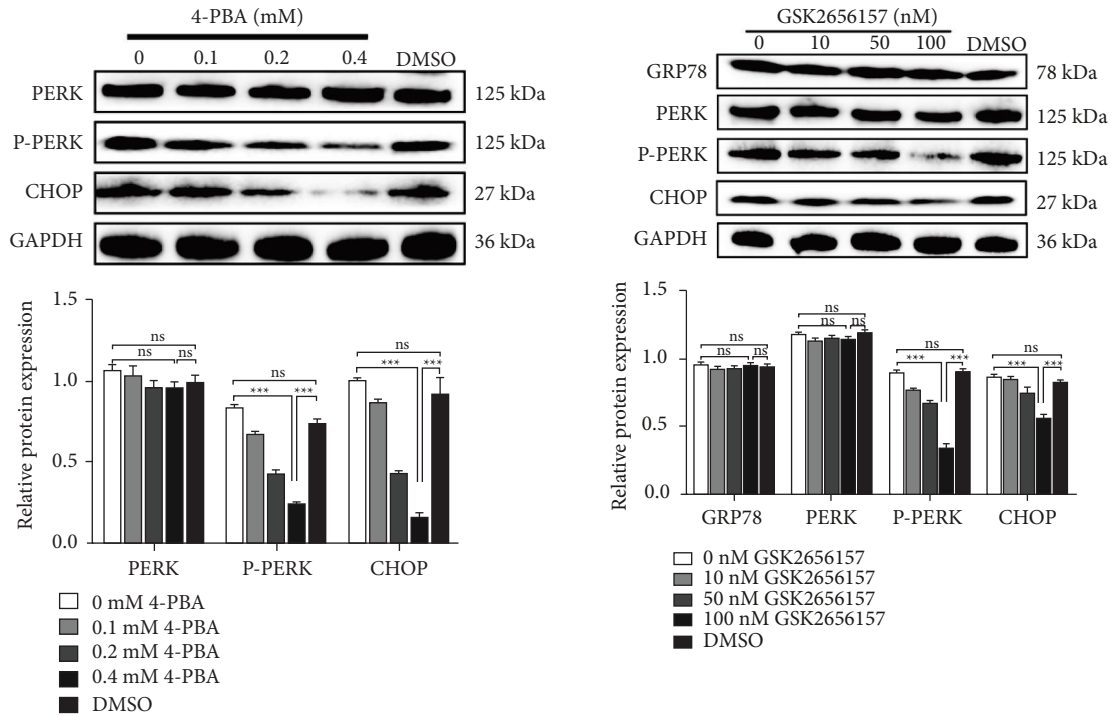 4-PBA (mM)
0 0.1 0.2 0.4 DMSO
PERK 125 kDa
P-PERK 125 kDa
CHOP 27 kDa
GAPDH 36 kDa
Relative protein expression
1.5
1.0
0.5
0.0
ns
ns ns
ns
*** ***
ns
*** ***
PERK P-PERK CHOP
0 mM 4-PBA
0.1 mM 4-PBA
0.2 mM 4-PBA
0.4 mM 4-PBA
DMSO
GSK2656157 (nM)
0 10 50 100 DMSO
GRP78 78 kDa
PERK 125 kDa
P-PERK 125 kDa
CHOP 27 kDa
GAPDH 36 kDa
Relative protein expression
1.5
1.0
0.5
0.0
ns
ns ns
ns
ns ns
ns
*** ***
ns
*** ***
GRP78 PERK P-PERK CHOP
0 nM GSK2656157
10 nM GSK2656157
50 nM GSK2656157
100 nM GSK2656157
DMSO